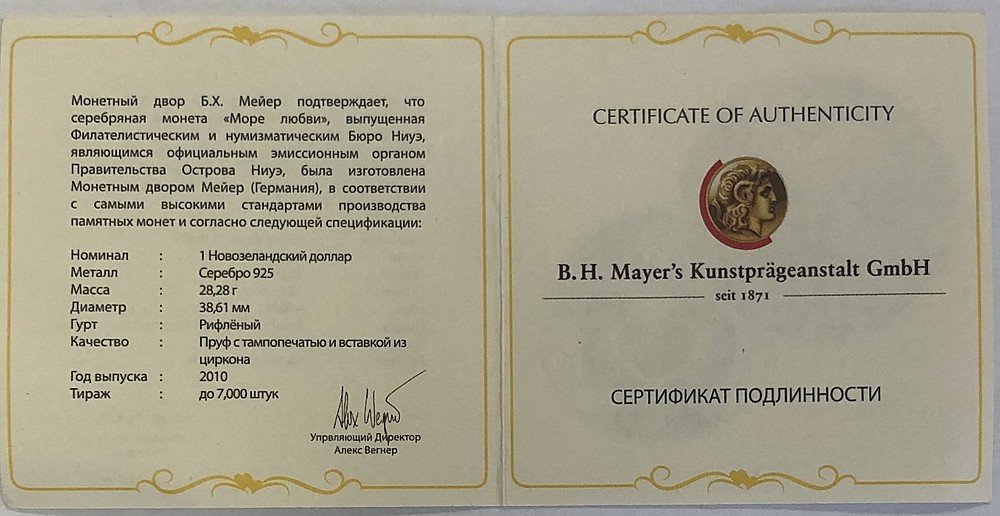 Монетный двор Б.Х. Мейер подтверждает, что
серебряная монета «Море любви», выпущенная
Филателистическим и нумизматическим Бюро Ниуэ,
являющимся официальным эмиссионным органом
Правительства Острова Ниуэ, была изготовлена
Монетным двором Мейер (Германия), в соответствии
с самыми высокими стандартами производства
памятных монет и согласно следующей спецификации:
Номинал : 1 Новозеландский доллар
Металл : Серебро 925
Масса : 28,28 г
Диаметр : 38,61 мм
Гурт : Рифлёный
Качество : Пруф с тампопечатью и вставкой из
циркона
Год выпуска : 2010
Тираж : до 7,000 штук
Упрвляющий Директор
Алекс Вегнер
CERTIFICATE OF AUTHENTICITY
B. H. Mayer's Kunstprägeanstalt GmbH
seit 1871
СЕРТИФИКАТ ПОДЛИННОСТИ